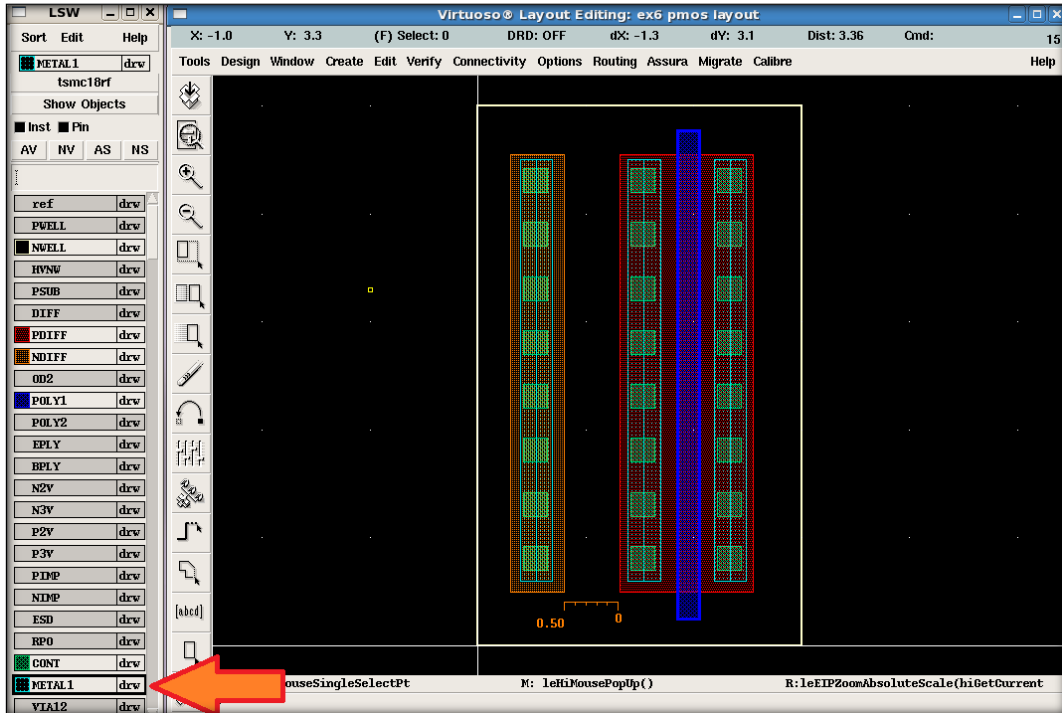 LSW
Virtuoso® Layout Editing: ex6 pmos layout
Sort Edit Help
X: -1.0 Y: 3.3 (F) Select: 0 DRD: OFF dX: -1.3 dY: 3.1 Dist: 3.36 Cmd: 15
METAL1 drw
Tools Design Window Create Edit Verify Connectivity Options Routing Assura Migrate Calibre Help
tsmc18rf
Show Objects
Inst Pin
AV NV AS NS
ref drw
PWELL drw
NWELL drw
HVNW drw
PSUB drw
DIFF drw
PDIFF drw
NDIFF drw
OD2 drw
POLY1 drw
POLY2 drw
EPLY drw
BPLY drw
N2V drw
N3V drw
P2V drw
P3V drw
PIMP drw
NIMP drw
ESD drw
RPO drw
CONT drw
METAL1 drw
VIA12 drw
[abcd]
0.50 0
ouseSingleSelectPt M: leHiMousePopUp() R:leEIPZoomAbsoluteScale(hiGetCurrent